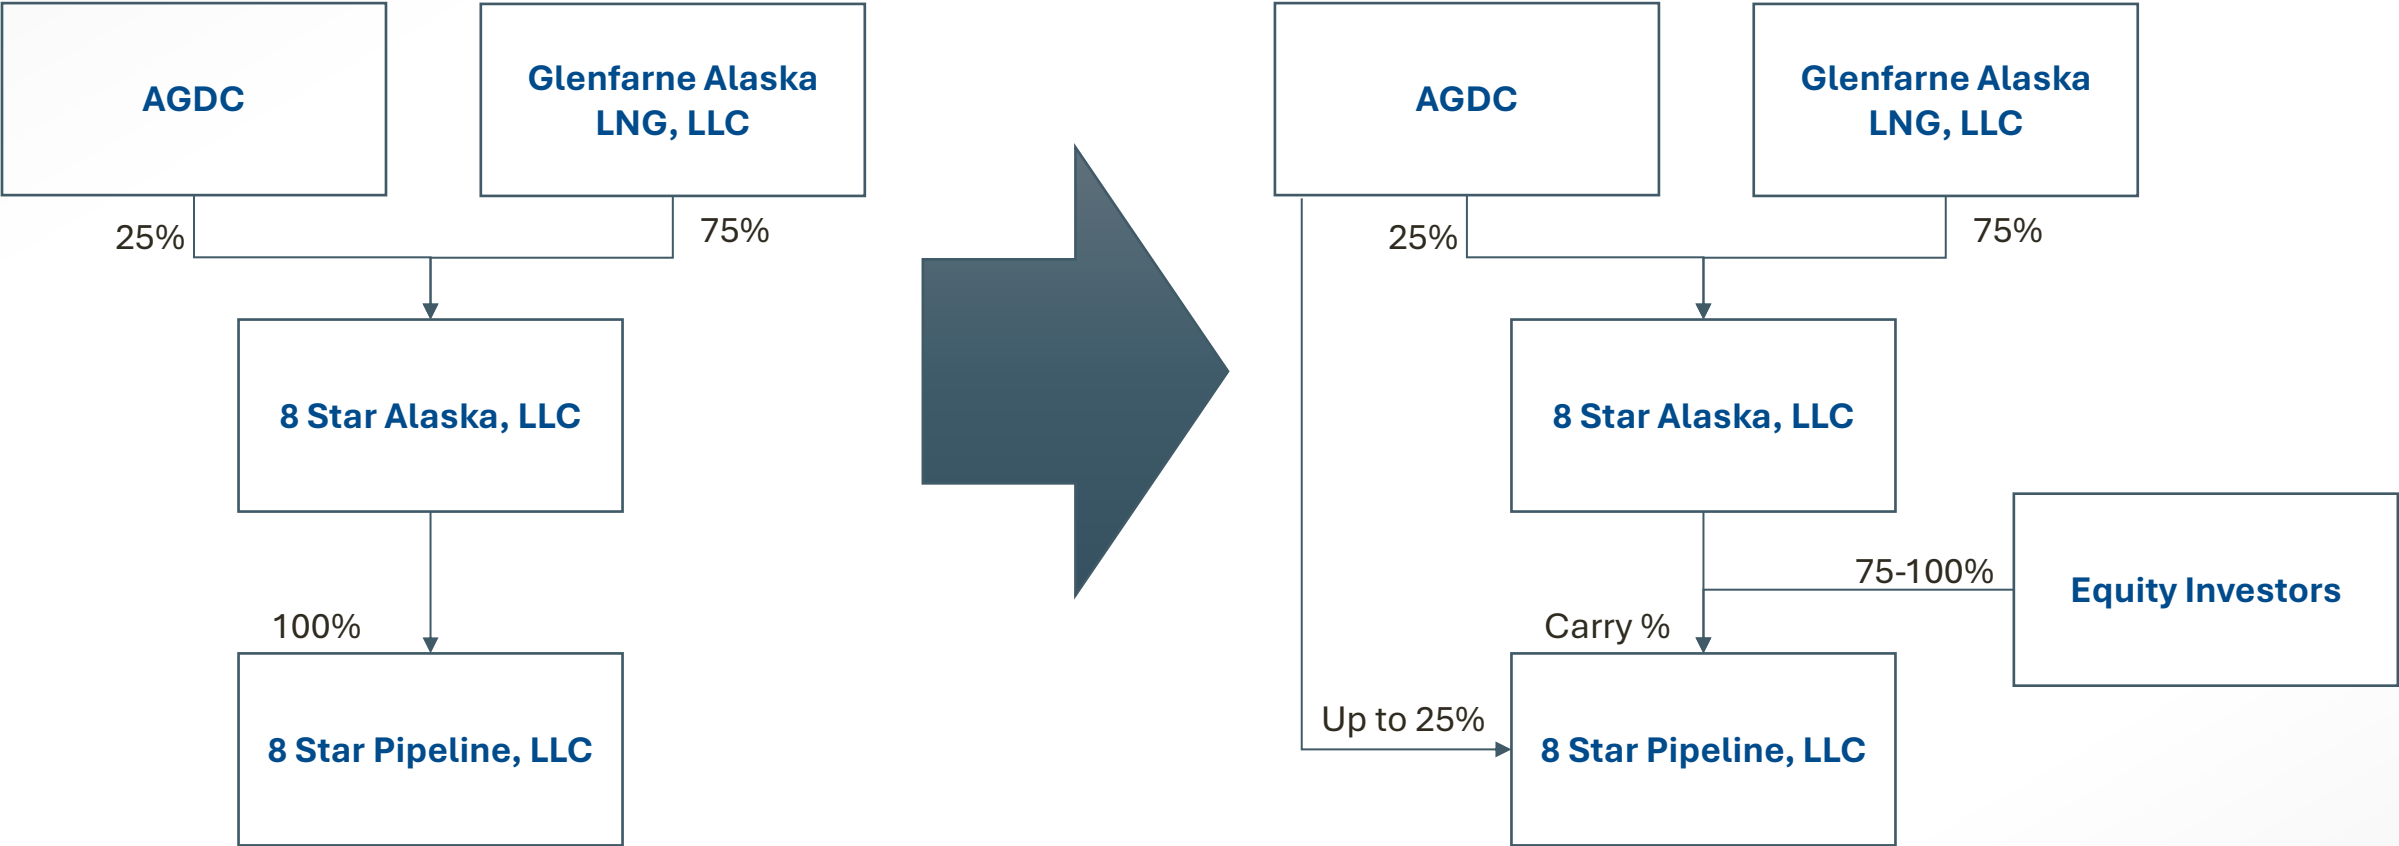 AGDC
Glenfarne Alaska
LNG, LLC
25%
75%
8 Star Alaska, LLC
100%
8 Star Pipeline, LLC
AGDC
Glenfarne Alaska
LNG, LLC
25%
75%
8 Star Alaska, LLC
75-100%
Equity Investors
Carry %
Up to 25%
8 Star Pipeline, LLC